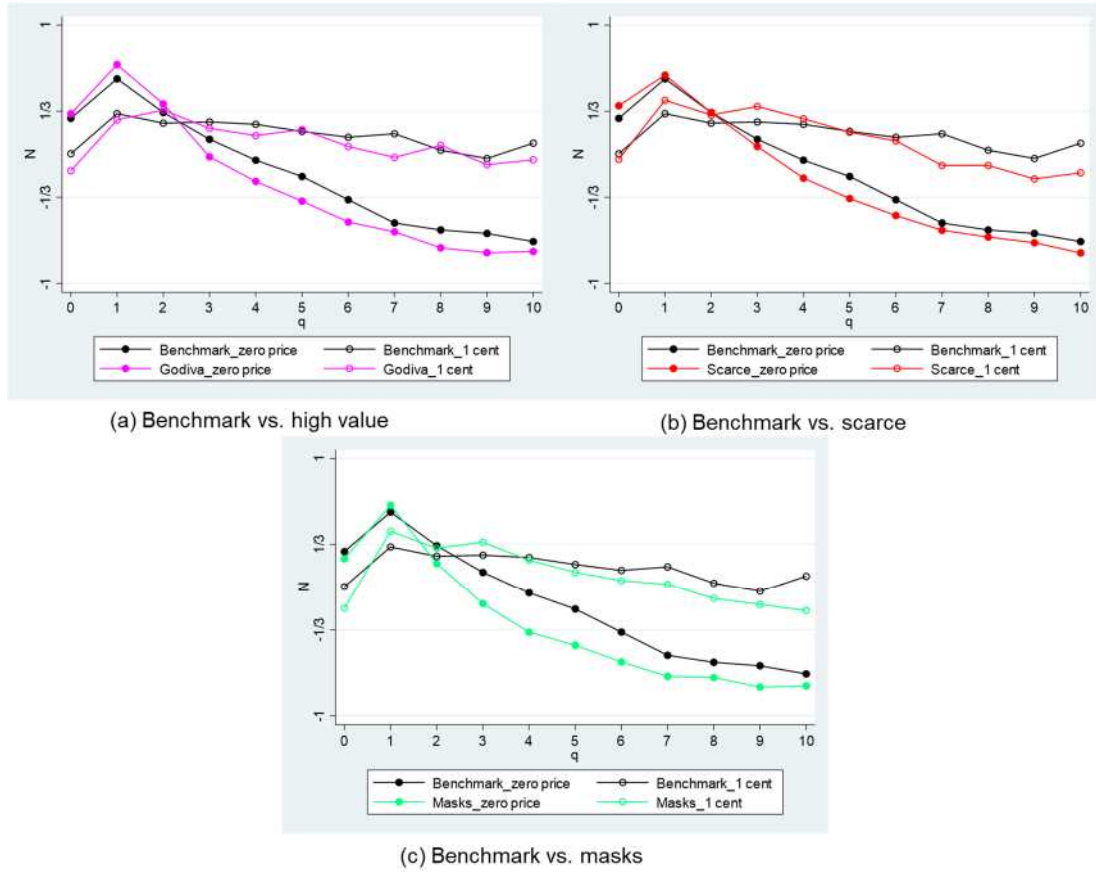 1
1/3
-1/3
-1
N
0 1 2 3 4 5 6 7 8 9 10
q
Benchmark_zero price Benchmark_1 cent
Godiva_zero price Godiva_1 cent
(a) Benchmark vs. high value
1
1/3
-1/3
-1
N
0 1 2 3 4 5 6 7 8 9 10
q
Benchmark_zero price Benchmark_1 cent
Scarce_zero price Scarce_1 cent
(b) Benchmark vs. scarce
1
1/3
-1/3
-1
N
0 1 2 3 4 5 6 7 8 9 10
q
Benchmark_zero price Benchmark_1 cent
Masks_zero price Masks_1 cent
(c) Benchmark vs. masks